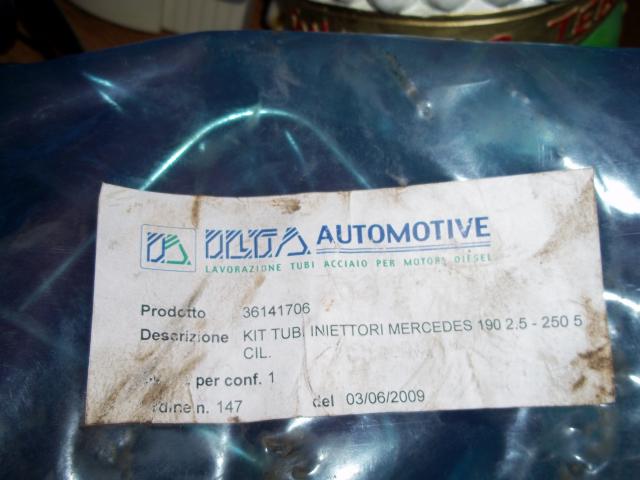 AUTOMOTIVE
LAVORAZIONE TUBI ACCIAIO PER MOTORI DIESEL
Prodotto 36141706
Descrizione KIT TUBI INIETTORI MERCEDES 190 2.5 - 250 5
CIL.
per conf. 1
n. 147 del 03/06/2009